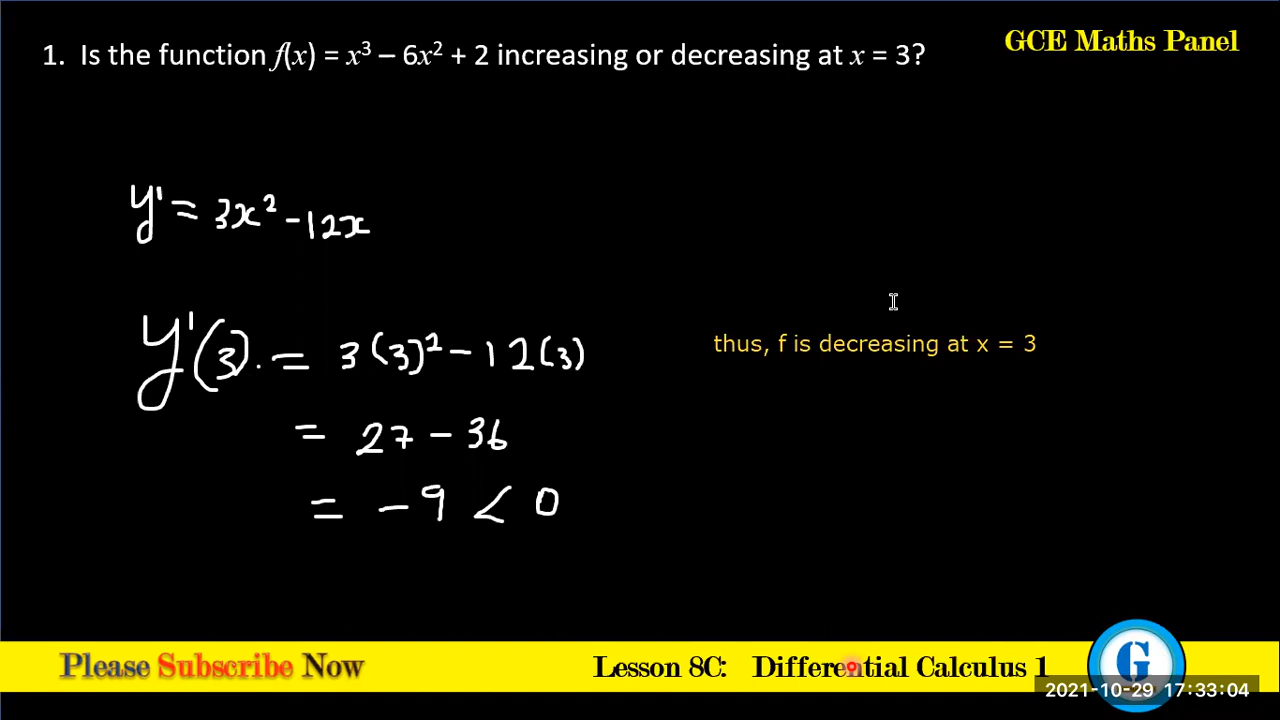 1. Is the function f(x) = x³ – 6x² + 2 increasing or decreasing at x = 3?
GCE Maths Panel
y' = 3x² - 12x
y'(3). = 3(3)² - 12(3)
thus, f is decreasing at x = 3
= 27 - 36
= -9 < 0
Please Subscribe Now
Lesson 8C: Differential Calculus 1
G
2021-10-29 17:33:04